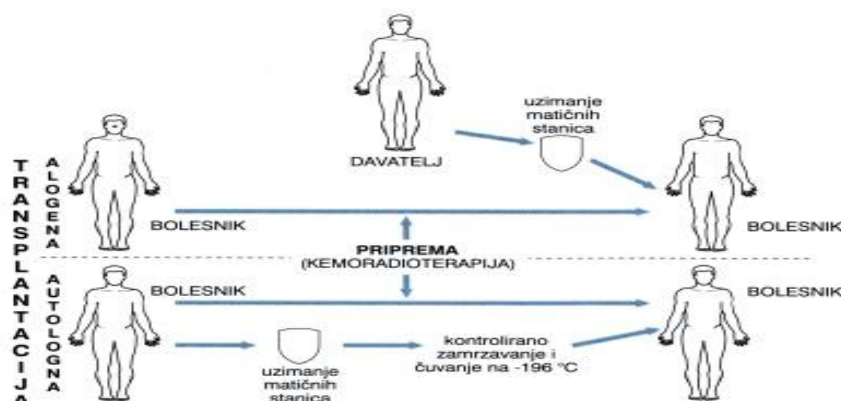 TRANSPLANTACIJA
ALOGENA
AUTOLOGNA
DAVATELJ
uzimanje
matičnih
stanica
BOLESNIK
BOLESNIK
PRIPREMA
(KEMORADIOTERAPIJA)
BOLESNIK
BOLESNIK
uzimanje
matičnih
stanica
kontrolirano
zamrzavanje i
čuvanje na -196 °C